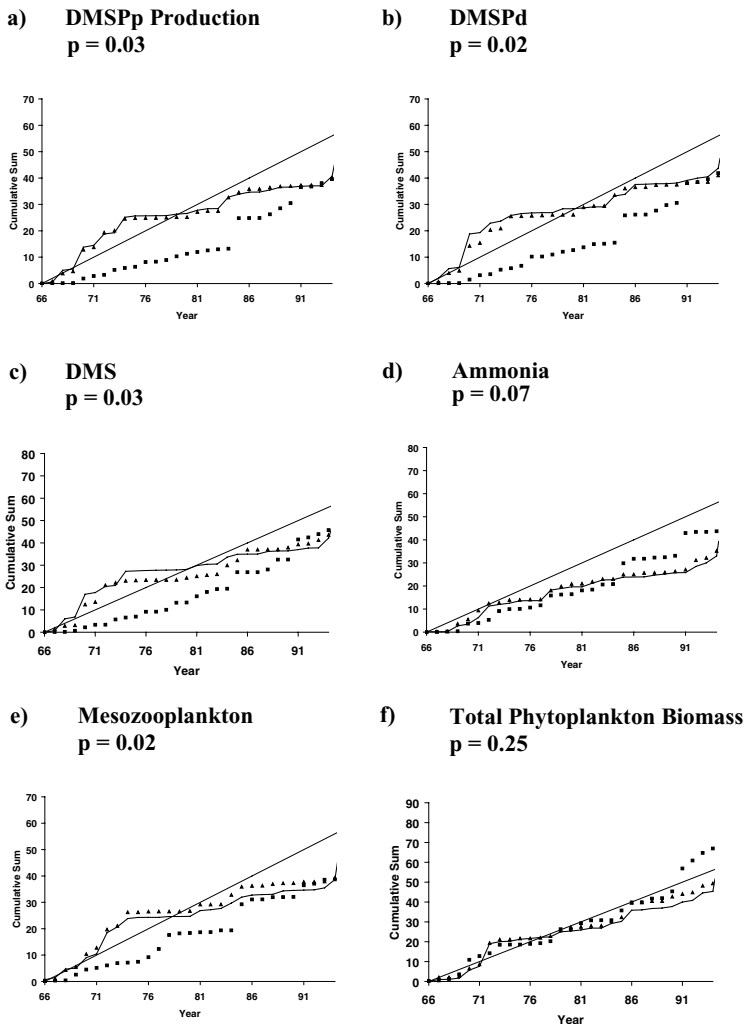 a) DMSPp Production
p = 0.03
70
60
50
40
30
20
10
0
Cumulative Sum
66 71 76 81 86 91
Year
b) DMSPd
p = 0.02
70
60
50
40
30
20
10
0
Cumulative Sum
66 71 76 81 86 91
Year
c) DMS
p = 0.03
80
70
60
50
40
30
20
10
0
Cumulative Sum
66 71 76 81 86 91
Year
d) Ammonia
p = 0.07
80
70
60
50
40
30
20
10
0
Cumulative Sum
66 71 76 81 86 91
Year
e) Mesozooplankton
p = 0.02
70
60
50
40
30
20
10
0
Cumulative Sum
66 71 76 81 86 91
Year
f) Total Phytoplankton Biomass
p = 0.25
90
80
70
60
50
40
30
20
10
0
Cumulative Sum
66 71 76 81 86 91
Year